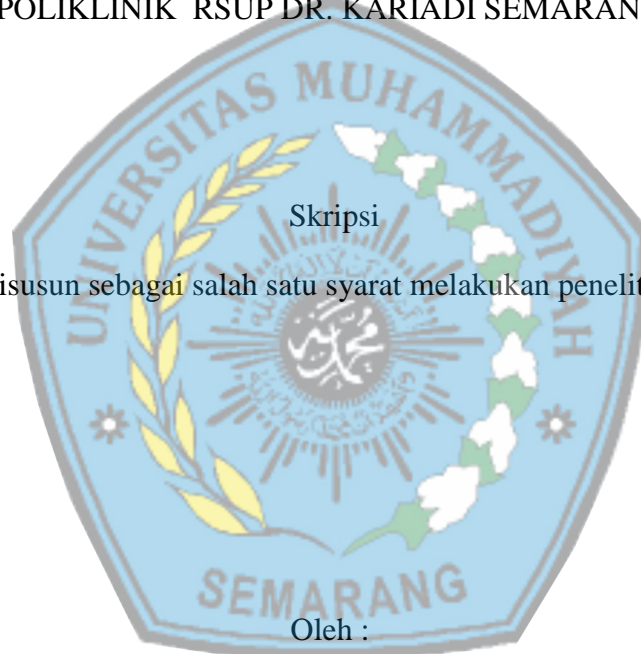 POLIKLINIK RSUP DR. KARIADI SEMARAN
UNIVERSITAS MUHAMMADIYAH
Skripsi
isusun sebagai salah satu syarat melakukan penelit
SEMARANG
Oleh :